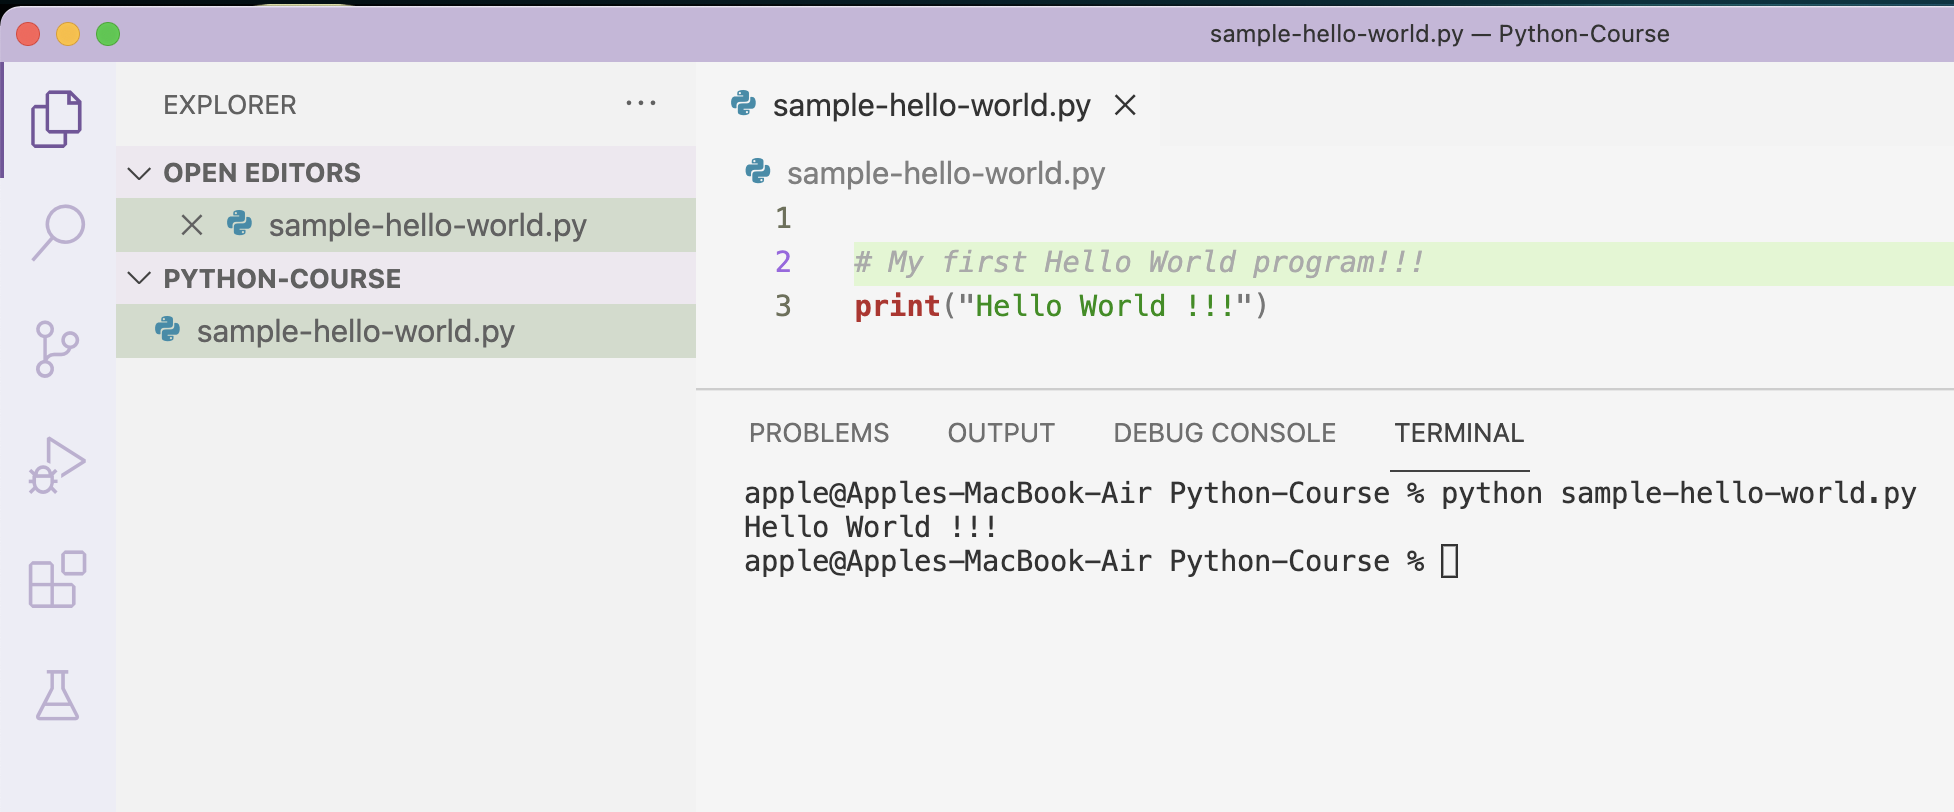 sample-hello-world.py — Python-Course
EXPLORER
OPEN EDITORS
sample-hello-world.py
PYTHON-COURSE
sample-hello-world.py
sample-hello-world.py
sample-hello-world.py
1
2 # My first Hello World program!!!
3 print("Hello World !!!")
PROBLEMS OUTPUT DEBUG CONSOLE TERMINAL
apple@Apples-MacBook-Air Python-Course % python sample-hello-world.py
Hello World !!!
apple@Apples-MacBook-Air Python-Course %